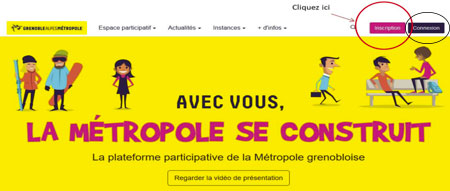 Cliquez ici
GRENOBLEALPESMÉTROPOLE Espace participatif Actualités Instances + d'infos Inscription Connexion
AVEC VOUS,
LA MÉTROPOLE SE CONSTRUIT
La plateforme participative de la Métropole grenobloise
Regarder la vidéo de présentation